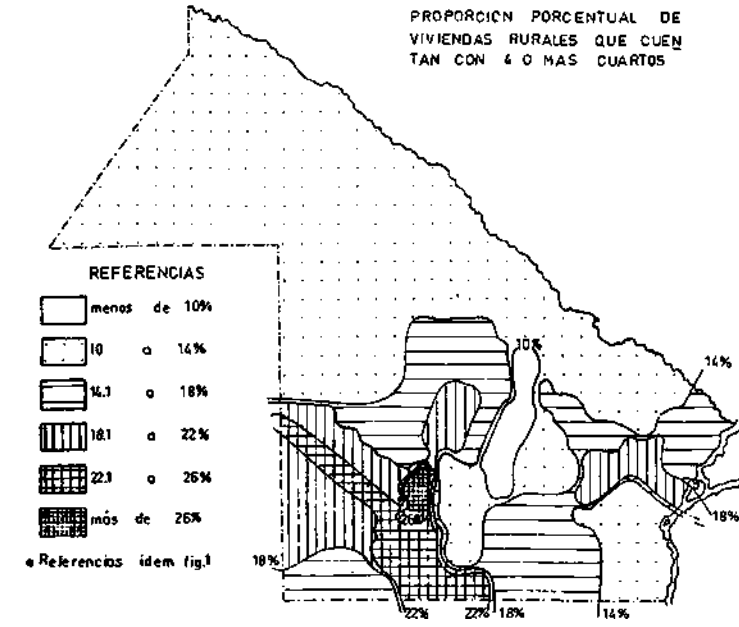 PROPORCION PORCENTUAL DE
VIVIENDAS RURALES QUE CUEN
TAN CON 4 O MAS CUARTOS
10%
14%
REFERENCIAS
menos de 10%
10 a 14%
14.1 a 18%
18.1 a 22%
22.1 a 26%
más de 26%
Referencias idem fig.1
18%
26%
18%
22%
22%
18%
14%